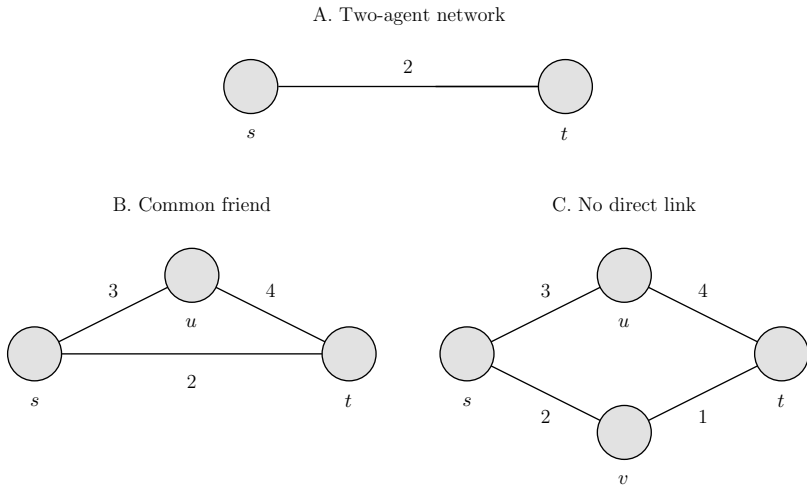 A. Two-agent network
2
s
t
B. Common friend
3
4
u
2
s
t
C. No direct link
3
4
u
s
t
2
1
v